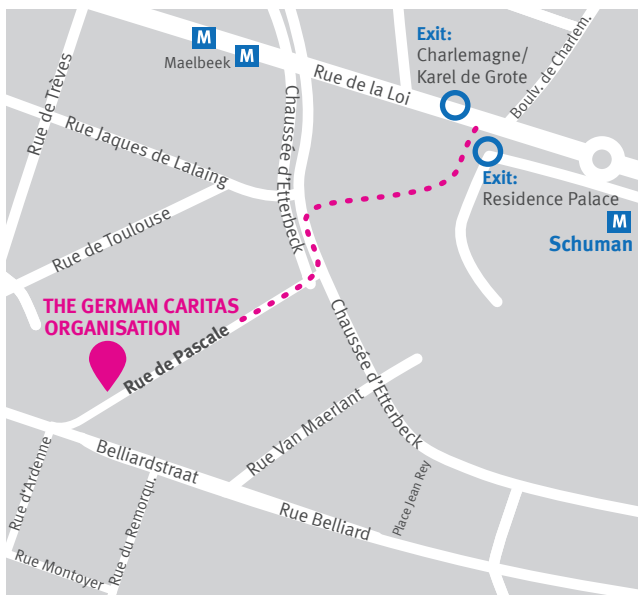 M
M
Maelbeek
Exit:
Charlemagne/
Karel de Grote
Boulv. de Charlem.
Rue de la Loi
Rue de Trèves
Chaussée d'Etterbeck
Rue Jaques de Lalaing
Exit:
Residence Palace
M
Schuman
Rue de Toulouse
THE GERMAN CARITAS
ORGANISATION
Rue de Pascale
Chaussée d'Etterbeck
Rue Van Maerlant
Belliardstraat
Place Jean Rey
Rue d'Ardenne
Rue du Remorqu.
Rue Belliard
Rue Montoyer